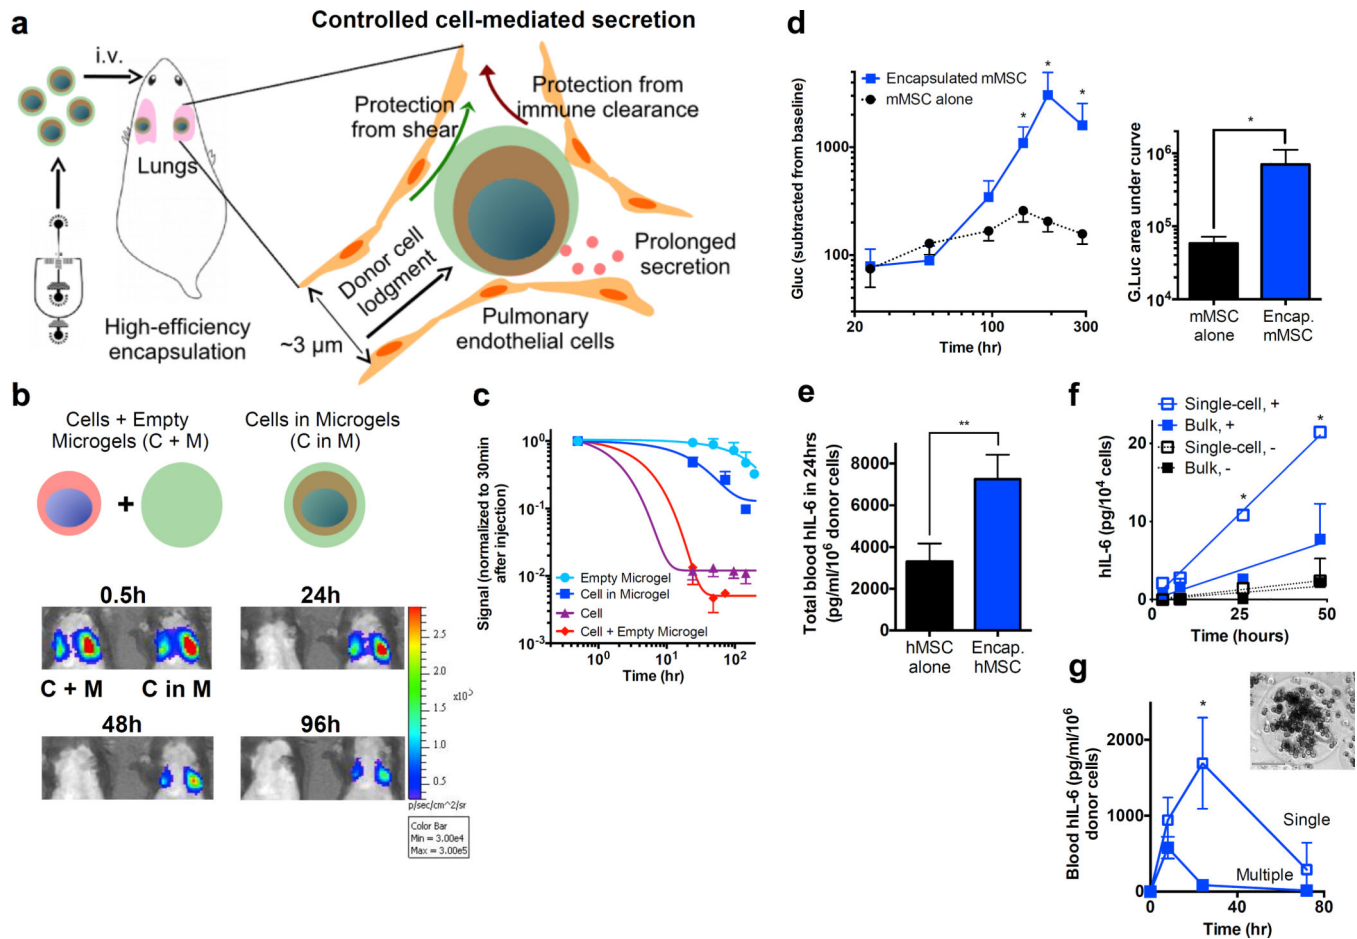 a
Controlled cell-mediated secretion
i.v.
Lungs
Protection
from shear
Protection from
immune clearance
Donor cell
lodgment
Prolonged
secretion
~3 µm
Pulmonary
endothelial cells
High-efficiency
encapsulation
b
Cells + Empty
Microgels (C + M)
Cells in Microgels
(C in M)
+
0.5h
24h
C + M
C in M
48h
96h
2.5
2.0
x10⁵
1.5
1.0
0.5
p/sec/cm^2/sr
Color Bar
Min = 3.00e4
Max = 3.00e5
c
Signal (normalized to 30min
after injection)
10⁰
10⁻¹
10⁻²
10⁻³
Empty Microgel
Cell in Microgel
Cell
Cell + Empty Microgel
10⁰
10¹
10²
Time (hr)
d
Gluc (subtracted from baseline)
Encapsulated mMSC
mMSC alone
* * *
1000
100
20
100
300
Time (hr)
G.Luc area under curve
*
10⁶
10⁵
10⁴
mMSC
alone
Encap.
mMSC
e
Total blood hIL-6 in 24hrs
(pg/ml/10⁶ donor cells)
**
8000
6000
4000
2000
0
hMSC
alone
Encap.
hMSC
f
Single-cell, +
Bulk, +
Single-cell, -
Bulk, -
* *
hIL-6 (pg/10⁴ cells)
20
10
0
0
25
50
Time (hours)
g
Blood hIL-6 (pg/ml/10⁶
donor cells)
*
2000
1000
0
Single
Multiple
0
40
80
Time (hr)